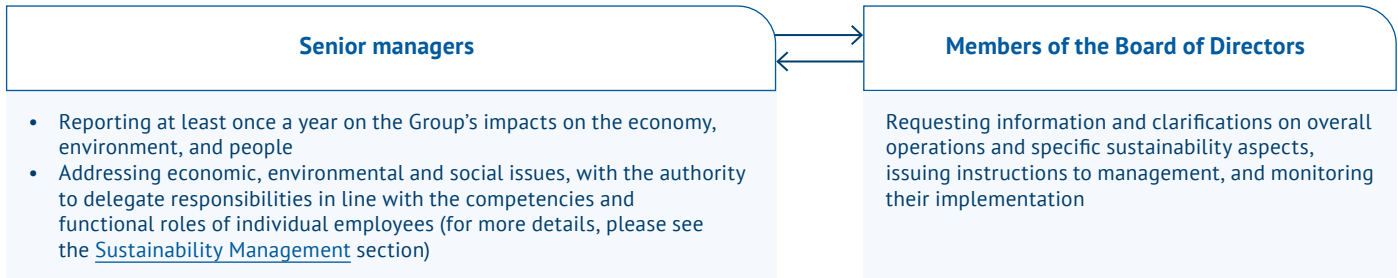 Senior managers
Members of the Board of Directors
• Reporting at least once a year on the Group’s impacts on the economy,
environment, and people
• Addressing economic, environmental and social issues, with the authority
to delegate responsibilities in line with the competencies and
functional roles of individual employees (for more details, please see
the Sustainability Management section)
Requesting information and clarifications on overall
operations and specific sustainability aspects,
issuing instructions to management, and monitoring
their implementation